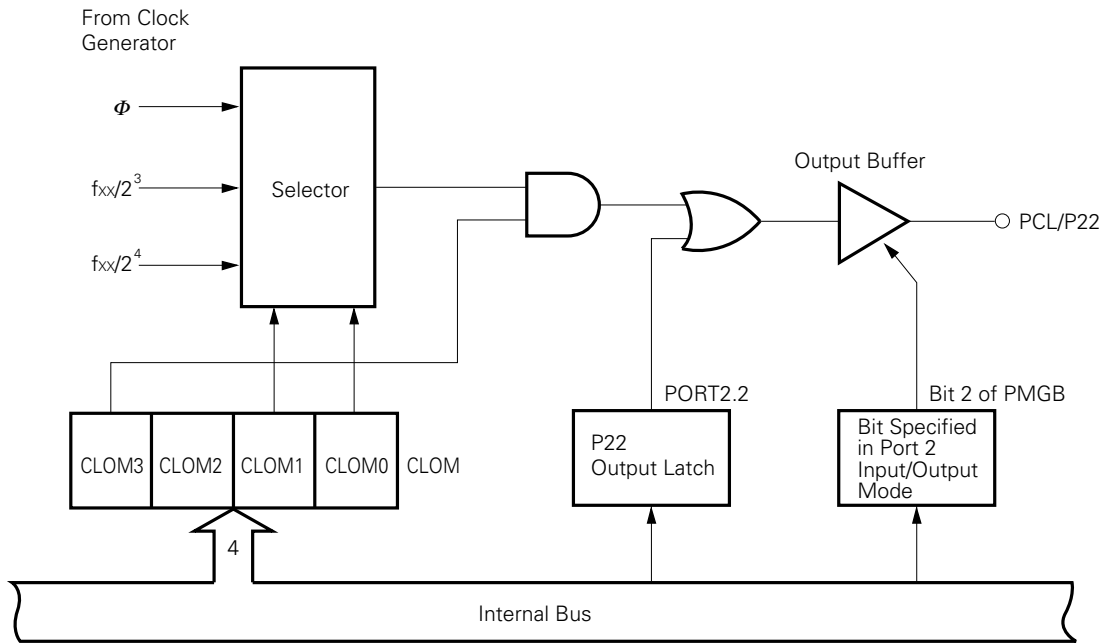 From Clock
Generator
Φ
fxx/2³
fxx/2⁴
Selector
Output Buffer
PCL/P22
PORT2.2
Bit 2 of PMGB
CLOM3 CLOM2 CLOM1 CLOM0 CLOM
P22
Output Latch
Bit Specified
in Port 2
Input/Output
Mode
4
Internal Bus